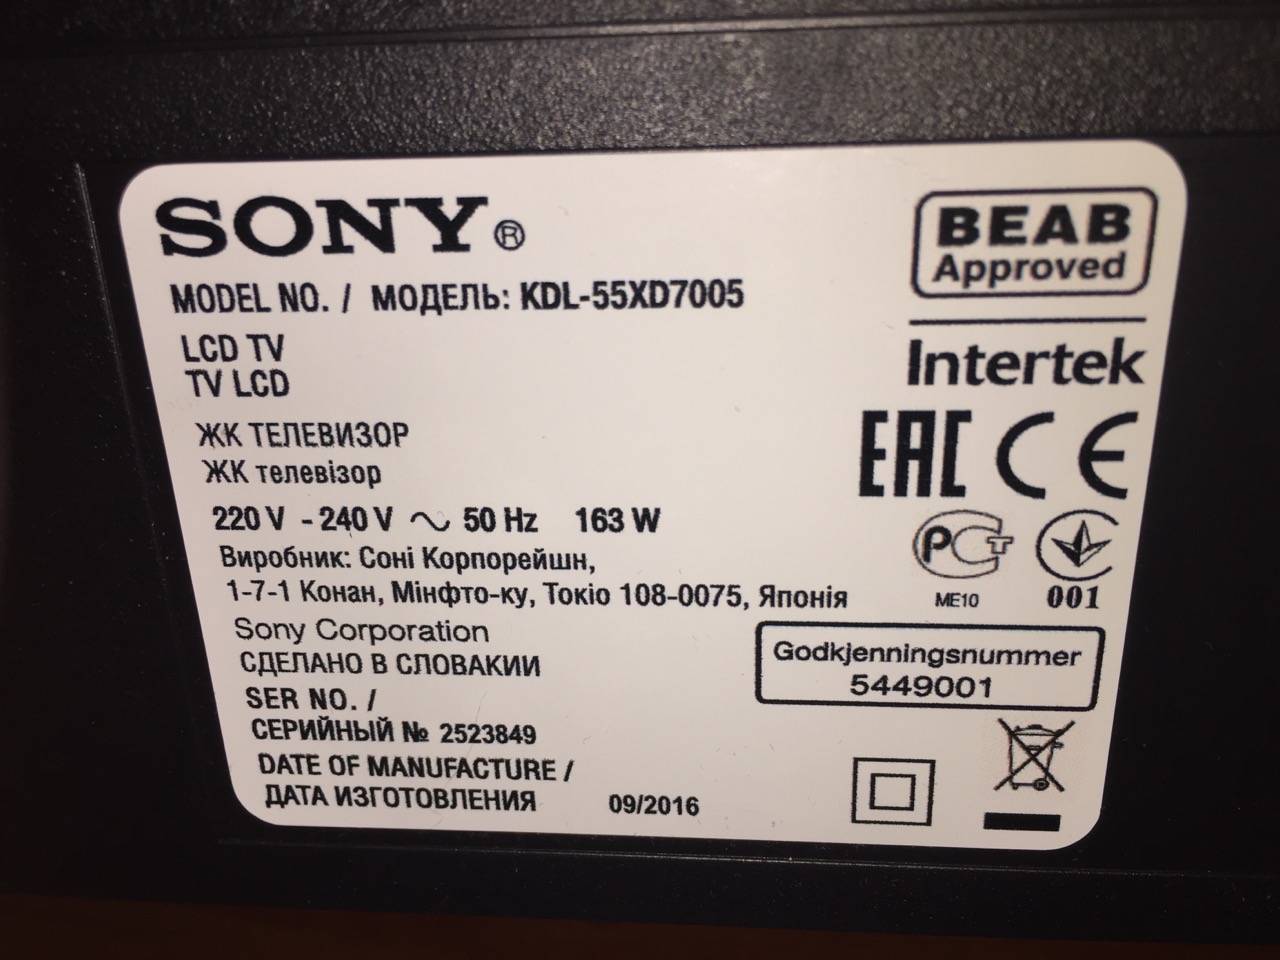 SONY®
MODEL NO. / МОДЕЛЬ: KDL-55XD7005
LCD TV
TV LCD
ЖК ТЕЛЕВИЗОР
ЖК телевізор
220 V - 240 V ~ 50 Hz 163 W
Виробник: Соні Корпорейшн,
1-7-1 Конан, Мінфто-ку, Токіо 108-0075, Японія
Sony Corporation
СДЕЛАНО В СЛОВАКИИ
SER NO. /
СЕРИЙНЫЙ № 2523849
DATE OF MANUFACTURE /
ДАТА ИЗГОТОВЛЕНИЯ 09/2016
BEAB
Approved
Intertek
EAC CE
РСТ
ME10 001
Godkjenningsnummer
5449001